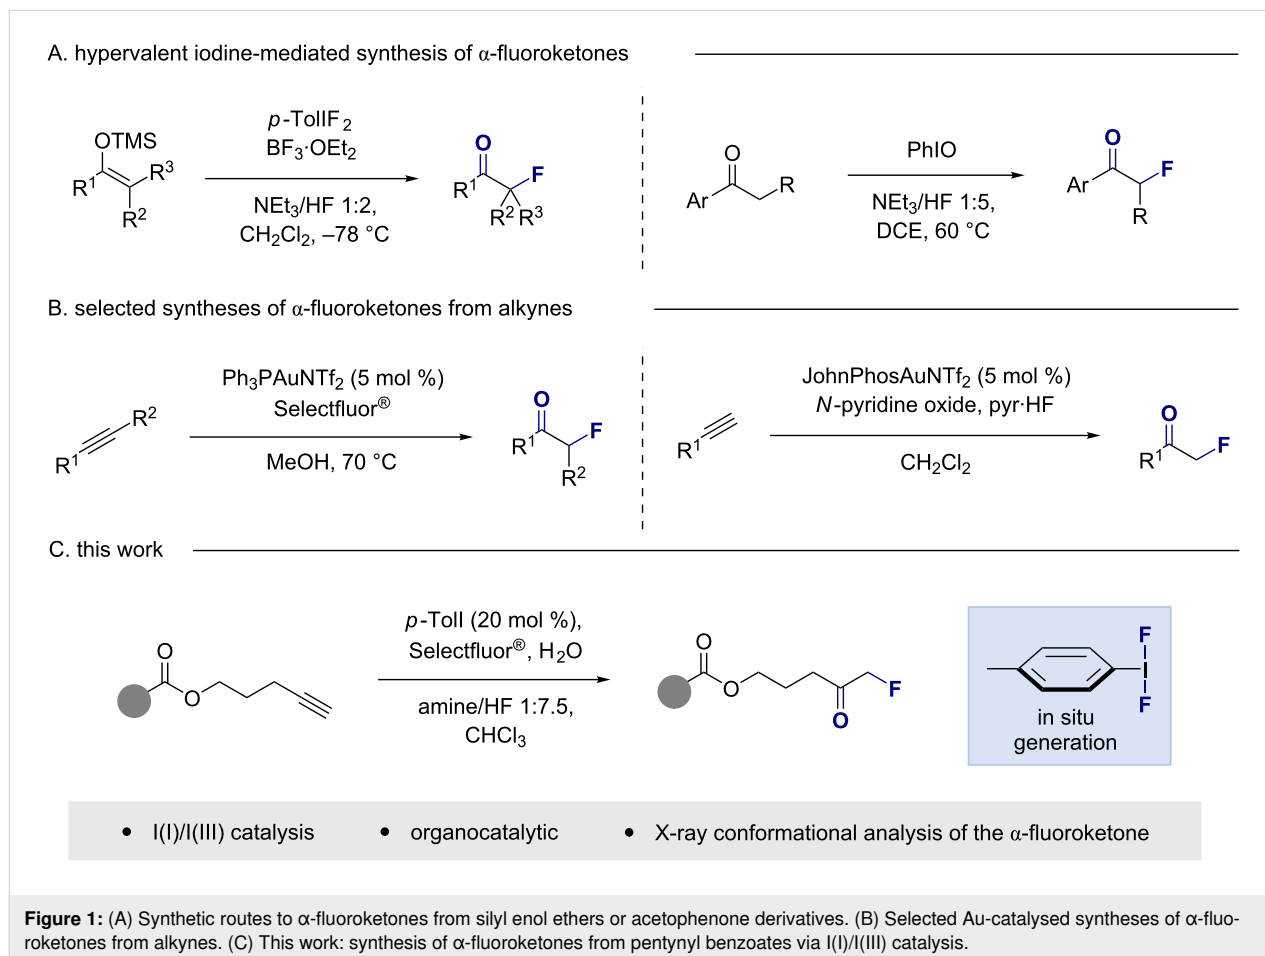 A. hypervalent iodine-mediated synthesis of α-fluoroketones
OTMS
R¹
R³
R²
p-TolIF₂
BF₃·OEt₂
NEt₃/HF 1:2,
CH₂Cl₂, –78 °C
O
R¹
F
R² R³
O
Ar
R
PhIO
NEt₃/HF 1:5,
DCE, 60 °C
O
Ar
F
R
B. selected syntheses of α-fluoroketones from alkynes
R²
R¹
Ph₃PAuNTf₂ (5 mol %)
Selectfluor®
MeOH, 70 °C
O
R¹
F
R²
R¹
JohnPhosAuNTf₂ (5 mol %)
N-pyridine oxide, pyr·HF
CH₂Cl₂
O
R¹
F
C. this work
O
O
p-TolI (20 mol %),
Selectfluor®, H₂O
amine/HF 1:7.5,
CHCl₃
O
O
F
O
F
I
F
in situ
generation
• I(I)/I(III) catalysis • organocatalytic • X-ray conformational analysis of the α-fluoroketone
Figure 1: (A) Synthetic routes to α-fluoroketones from silyl enol ethers or acetophenone derivatives. (B) Selected Au-catalysed syntheses of α-fluo-
roketones from alkynes. (C) This work: synthesis of α-fluoroketones from pentynyl benzoates via I(I)/I(III) catalysis.